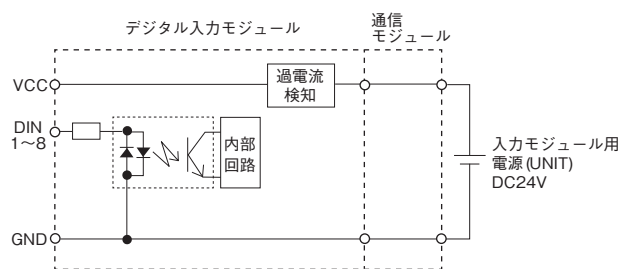 デジタル入力モジュール
通信
モジュール
VCC
過電流
検知
DIN
1〜8
内部
回路
入力モジュール用
電源(UNIT)
DC24V
GND